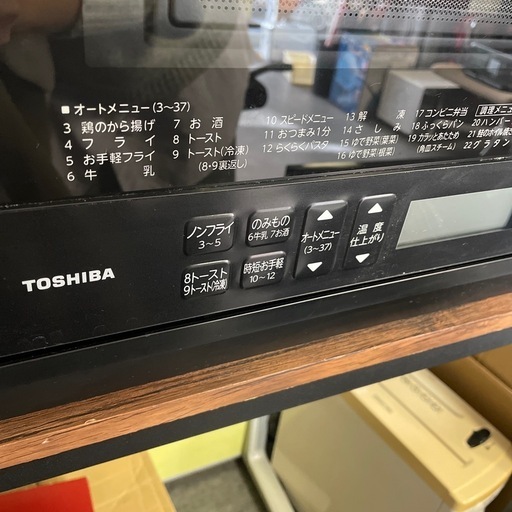 ■ オートメニュー(3～37)
3 鶏のから揚げ
4 フライ
5 お手軽フライ
6 牛乳
7 お酒
8 トースト
9 トースト(冷凍)
(8・9裏返し)
10 スピードメニュー
11 おつまみ1分
12 らくらくパスタ
13 解凍
14 さしみ
15 ゆで野菜(葉菜)
16 ゆで野菜(根菜)
17 コンビニ弁当
18 ふっくらパン
19 カラッとあたため
(角皿スチーム)
調理メニュ
20 ハンバー
21
22 グラタン
ノンフライ
3～5
のみもの
6牛乳 7お酒
オートメニュー
(3～37)
温度
仕上がり
8トースト
9トースト(冷凍)
時短お手軽
10～12
TOSHIBA